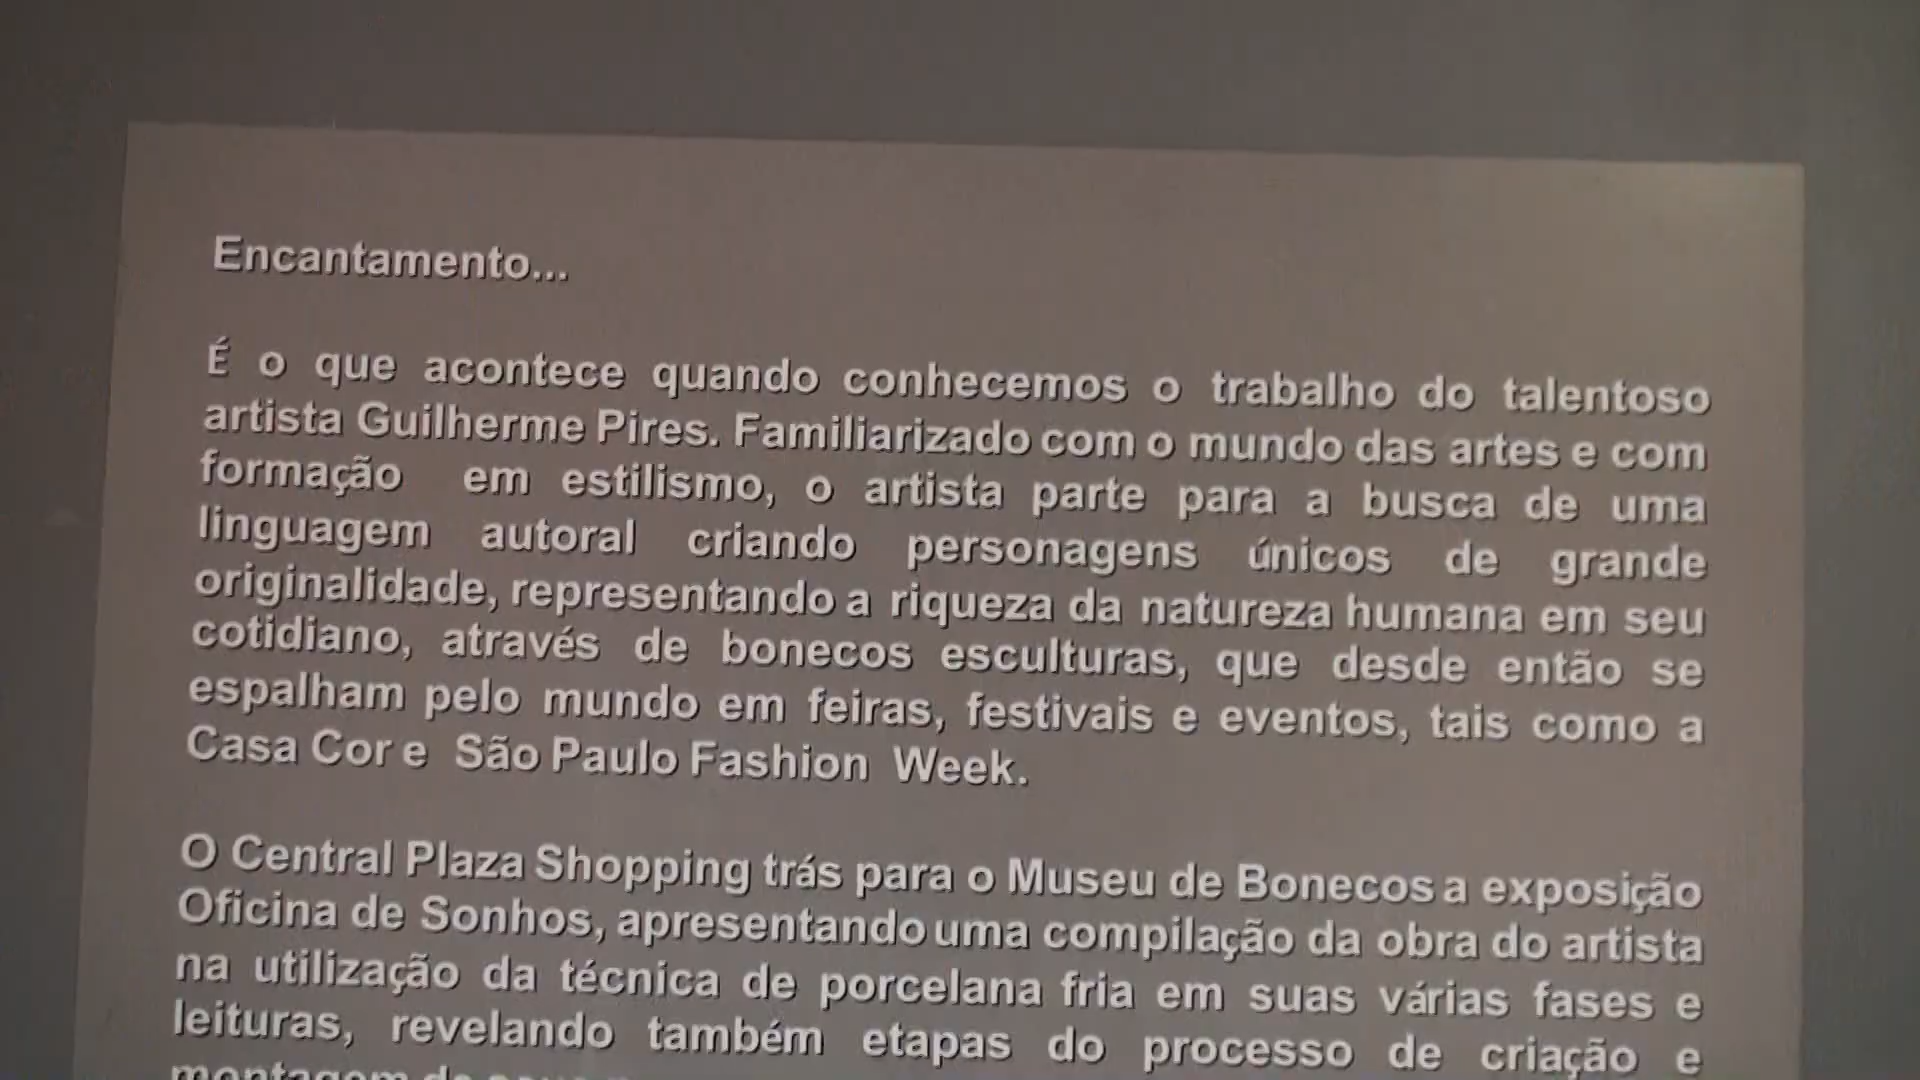 Encantamento...
É o que acontece quando conhecemos o trabalho do talentoso
artista Guilherme Pires. Familiarizado com o mundo das artes e com
formação em estilismo, o artista parte para a busca de uma
linguagem autoral criando personagens únicos de grande
originalidade, representando a riqueza da natureza humana em seu
cotidiano, através de bonecos esculturas, que desde então se
espalham pelo mundo em feiras, festivais e eventos, tais como a
Casa Cor e São Paulo Fashion Week.
O Central Plaza Shopping trás para o Museu de Bonecos a exposição
Oficina de Sonhos, apresentando uma compilação da obra do artista
na utilização da técnica de porcelana fria em suas várias fases e
leituras, revelando também etapas do processo de criação e
montagem